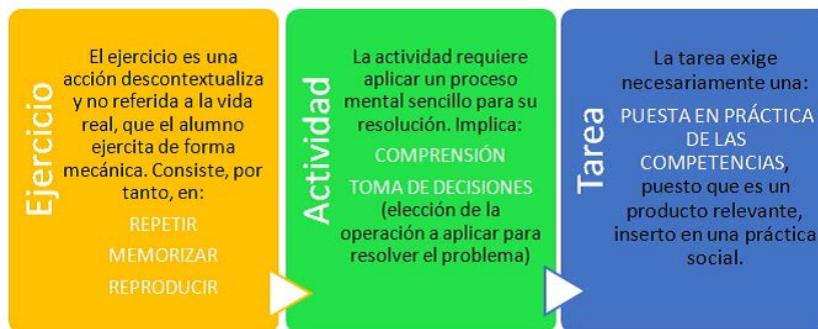 Ejercicio
El ejercicio es una
acción descontextualiza
y no referida a la vida
real, que el alumno
ejercita de forma
mecánica. Consiste, por
tanto, en:
REPETIR
MEMORIZAR
REPRODUCIR
Actividad
La actividad requiere
aplicar un proceso
mental sencillo para su
resolución. Implica:
COMPRENSIÓN
TOMA DE DECISIONES
(elección de la
operación a aplicar para
resolver el problema)
Tarea
La tarea exige
necesariamente una:
PUESTA EN PRÁCTICA
DE LAS
COMPETENCIAS,
puesto que es un
producto relevante,
inserto en una práctica
social.